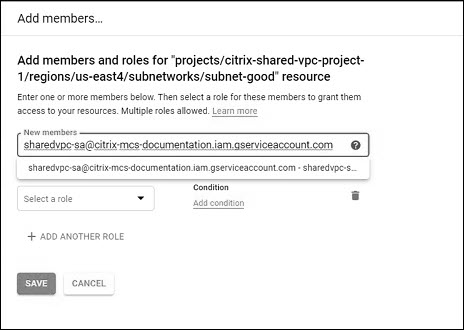 Add members...
Add members and roles for "projects/citrix-shared-vpc-project-
1/regions/us-east4/subnetworks/subnet-good" resource
Enter one or more members below. Then select a role for these members to grant them
access to your resources. Multiple roles allowed. Learn more
New members
sharedvpc-sa@citrix-mcs-documentation.iam.gserviceaccount.com
sharedvpc-sa@citrix-mcs-documentation.iam.gserviceaccount.com - sharedvpc-s...
Select a role
Condition
Add condition
+ ADD ANOTHER ROLE
SAVE
CANCEL